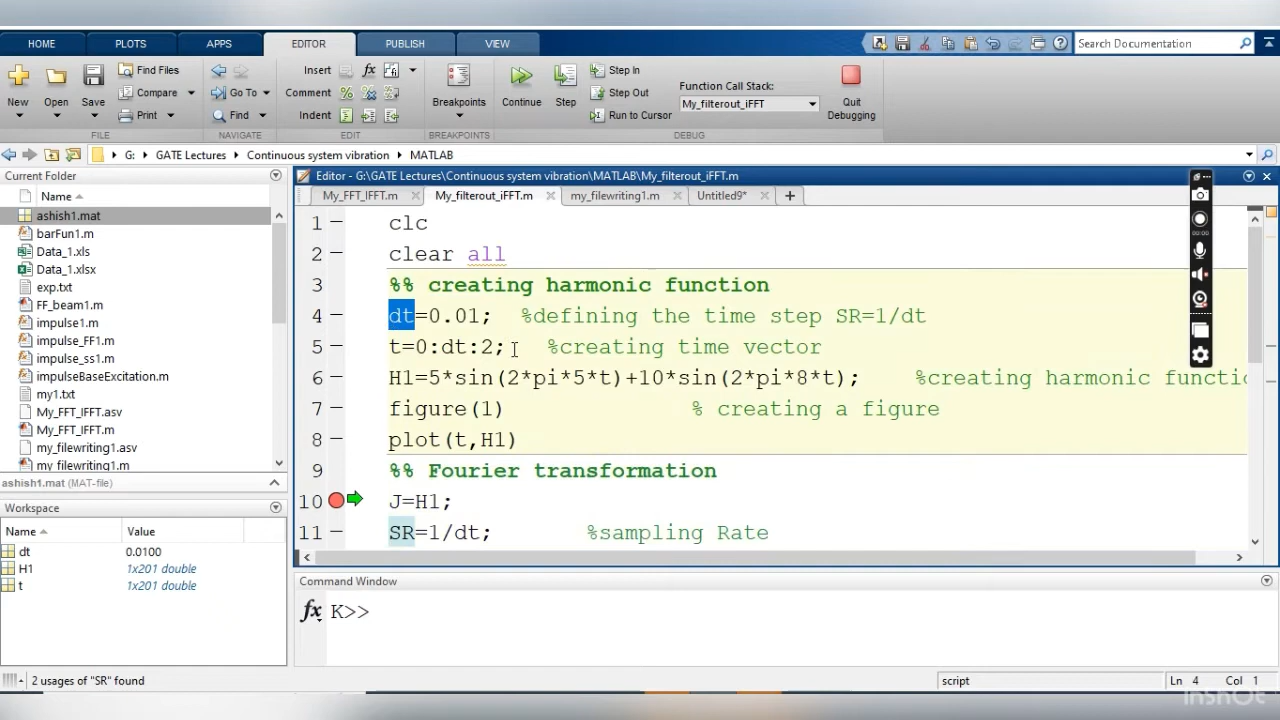 HOME PLOTS APPS EDITOR PUBLISH VIEW Search Documentation
New Open Save Find Files Compare Print
Go To Find
Insert fx Comment % Indent
Breakpoints
Continue Step Step In Step Out Run to Cursor
Function Call Stack:
My_filterout_iFFT
Quit Debugging
FILE NAVIGATE EDIT BREAKPOINTS DEBUG
G: GATE Lectures Continuous system vibration MATLAB
Current Folder
Name
ashish1.mat
barFun1.m
Data_1.xls
Data_1.xlsx
exp.txt
FF_beam1.m
impulse1.m
impulse_FF1.m
impulse_ss1.m
impulseBaseExcitation.m
my1.txt
My_FFT_IFFT.asv
My_FFT_IFFT.m
my_filewriting1.asv
my_filewriting1.m
ashish1.mat (MAT-file)
Workspace
Name Value
dt 0.0100
H1 1x201 double
t 1x201 double
Editor - G:\GATE Lectures\Continuous system vibration\MATLAB\My_filterout_iFFT.m
My_FFT_IFFT.m My_filterout_iFFT.m my_filewriting1.m Untitled9*
1 clc
2 clear all
3 %% creating harmonic function
4 dt=0.01; %defining the time step SR=1/dt
5 t=0:dt:2; %creating time vector
6 H1=5*sin(2*pi*5*t)+10*sin(2*pi*8*t); %creating harmonic functio
7 figure(1) % creating a figure
8 plot(t,H1)
9 %% Fourier transformation
10 J=H1;
11 SR=1/dt; %sampling Rate
Command Window
fx K>>
2 usages of "SR" found script Ln 4 Col 1
InShOt